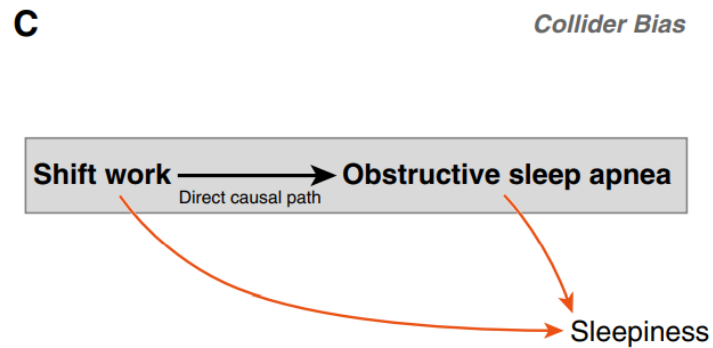 C
Collider Bias
Shift work
Obstructive sleep apnea
Direct causal path
Sleepiness